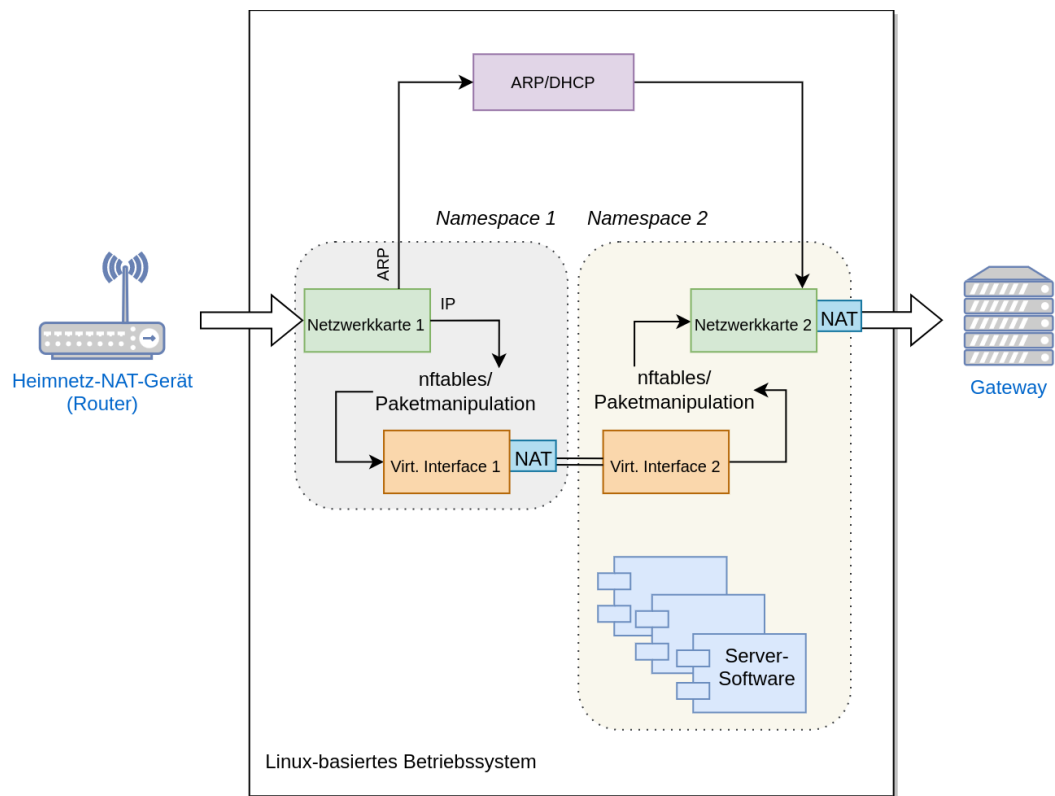 ARP/DHCP
Namespace 1
Namespace 2
ARP
IP
Netzwerkkarte 1
Netzwerkkarte 2
NAT
Heimnetz-NAT-Gerät
(Router)
Gateway
nftables/
Paketmanipulation
nftables/
Paketmanipulation
Virt. Interface 1
NAT
Virt. Interface 2
Server-
Software
Linux-basiertes Betriebssystem